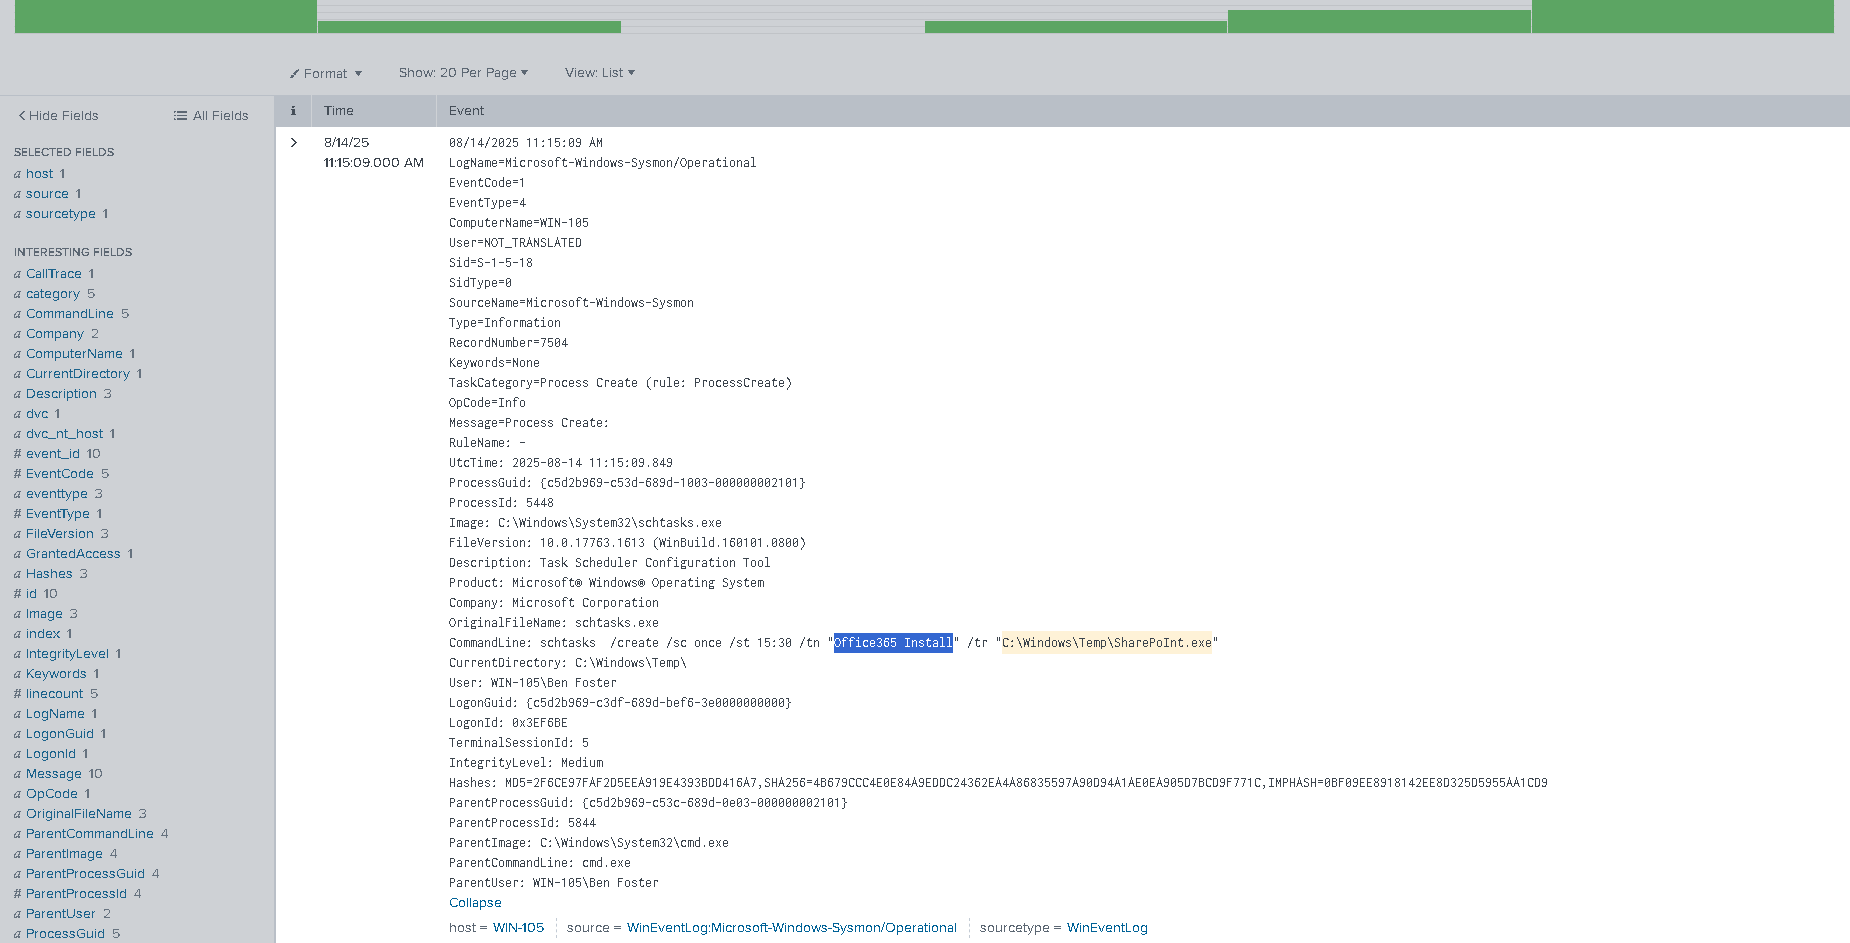 Format
Show: 20 Per Page
View: List
Hide Fields
All Fields
SELECTED FIELDS
a host 1
a source 1
a sourcetype 1
INTERESTING FIELDS
a CallTrace 1
a category 5
a CommandLine 5
a Company 2
a ComputerName 1
a CurrentDirectory 1
a Description 3
a dvc 1
a dvc_nt_host 1
# event_id 10
# EventCode 5
a eventtype 3
# EventType 1
a FileVersion 3
a GrantedAccess 1
a Hashes 3
# id 10
a Image 3
a index 1
a IntegrityLevel 1
a Keywords 1
# linecount 5
a LogName 1
a LogonGuid 1
a LogonId 1
a Message 10
a OpCode 1
a OriginalFileName 3
a ParentCommandLine 4
a ParentImage 4
a ParentProcessGuid 4
# ParentProcessId 4
a ParentUser 2
a ProcessGuid 5
i
Time
Event
8/14/25
11:15:09.000 AM
08/14/2025 11:15:09 AM
LogName=Microsoft-Windows-Sysmon/Operational
EventCode=1
EventType=4
ComputerName=WIN-105
User=NOT_TRANSLATED
Sid=S-1-5-18
SidType=0
SourceName=Microsoft-Windows-Sysmon
Type=Information
RecordNumber=7504
Keywords=None
TaskCategory=Process Create (rule: ProcessCreate)
OpCode=Info
Message=Process Create:
RuleName: -
UtcTime: 2025-08-14 11:15:09.849
ProcessGuid: {c5d2b969-c53d-689d-1003-000000002101}
ProcessId: 5448
Image: C:\Windows\System32\schtasks.exe
FileVersion: 10.0.17763.1613 (WinBuild.160101.0800)
Description: Task Scheduler Configuration Tool
Product: Microsoft® Windows® Operating System
Company: Microsoft Corporation
OriginalFileName: schtasks.exe
CommandLine: schtasks  /create /sc once /st 15:30 /tn "Office365 Install" /tr "C:\Windows\Temp\SharePoInt.exe"
CurrentDirectory: C:\Windows\Temp\
User: WIN-105\Ben Foster
LogonGuid: {c5d2b969-c3df-689d-bef6-3e0000000000}
LogonId: 0x3EF6BE
TerminalSessionId: 5
IntegrityLevel: Medium
Hashes: MD5=2F6CE97FAF2D5EEA919E4393BDD416A7,SHA256=4B679CCC4E0E84A9EDDC24362EA4A86835597A90D94A1AE0EA905D7BCD9F771C,IMPHASH=0BF09EE8918142EE8D325D5955AA1CD9
ParentProcessGuid: {c5d2b969-c53c-689d-0e03-000000002101}
ParentProcessId: 5844
ParentImage: C:\Windows\System32\cmd.exe
ParentCommandLine: cmd.exe
ParentUser: WIN-105\Ben Foster
Collapse
host = WIN-105
source = WinEventLog:Microsoft-Windows-Sysmon/Operational
sourcetype = WinEventLog